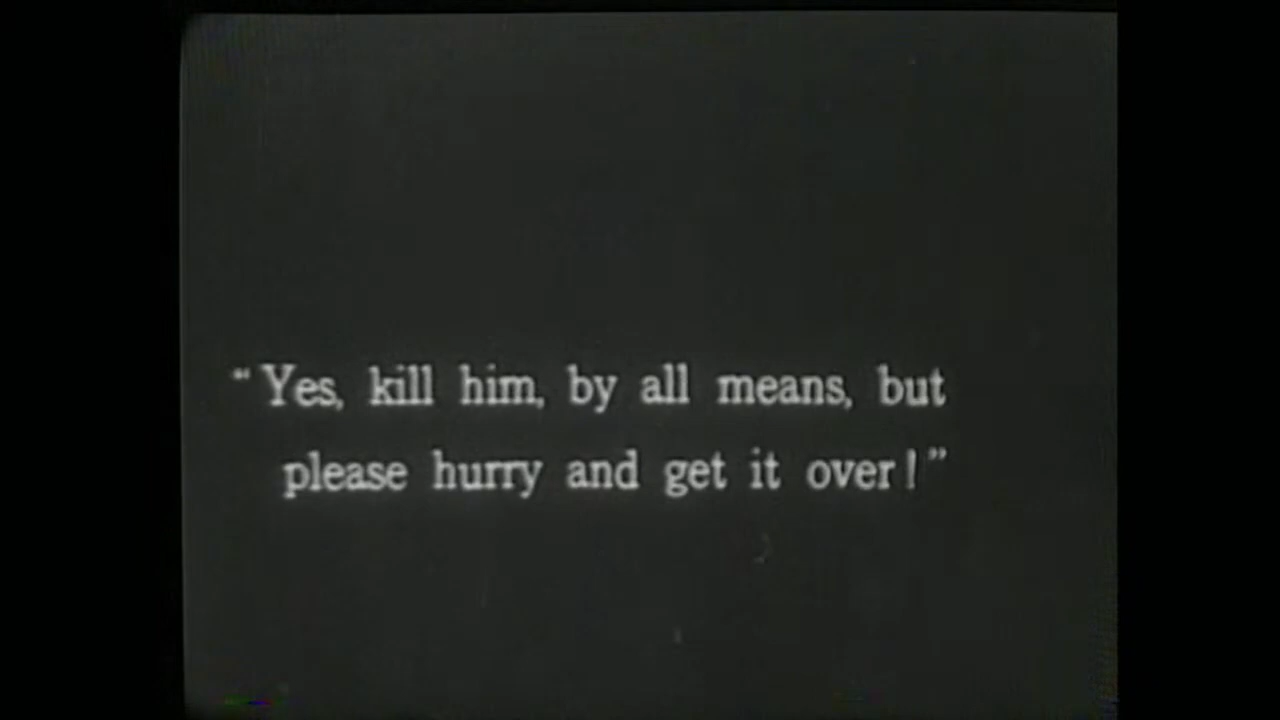 “Yes, kill him, by all means, but
please hurry and get it over!”